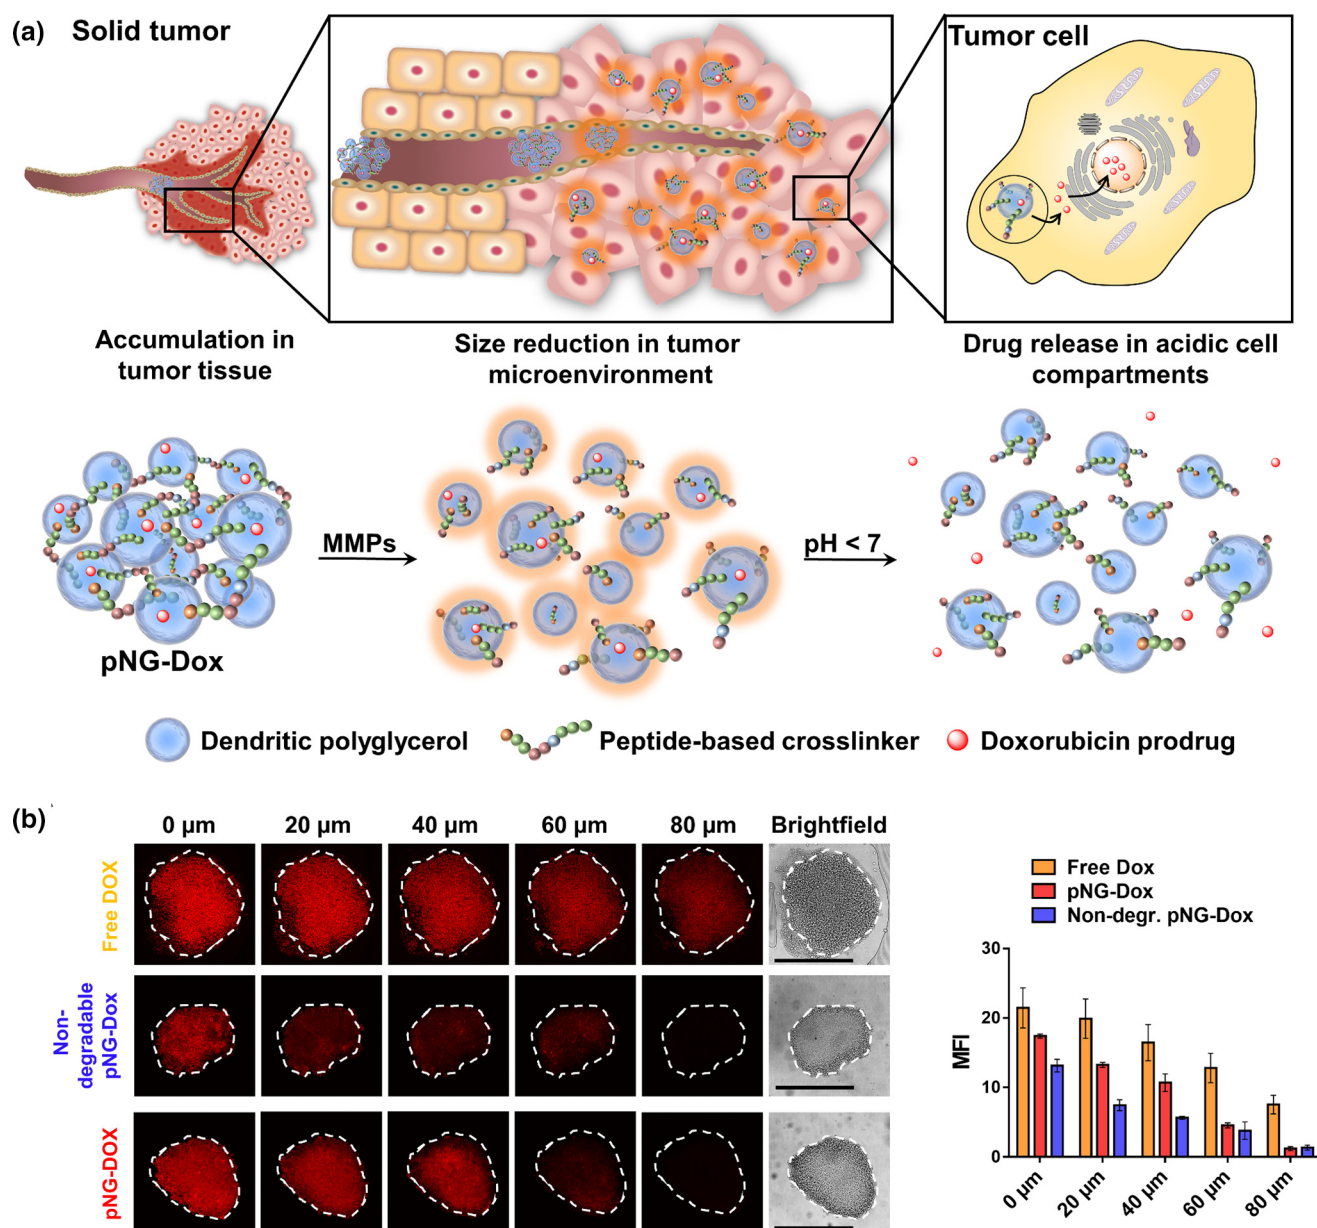 (a) Solid tumor
Tumor cell
Accumulation in
tumor tissue
Size reduction in tumor
microenvironment
Drug release in acidic cell
compartments
MMPs
pH < 7
pNG-Dox
Dendritic polyglycerol
Peptide-based crosslinker
Doxorubicin prodrug
(b)
0 µm 20 µm 40 µm 60 µm 80 µm Brightfield
Free DOX
Non-
degradable
pNG-Dox
pNG-DOX
Free Dox
pNG-Dox
Non-degr. pNG-Dox
30
20
10
0
MFI
0 µm 20 µm 40 µm 60 µm 80 µm